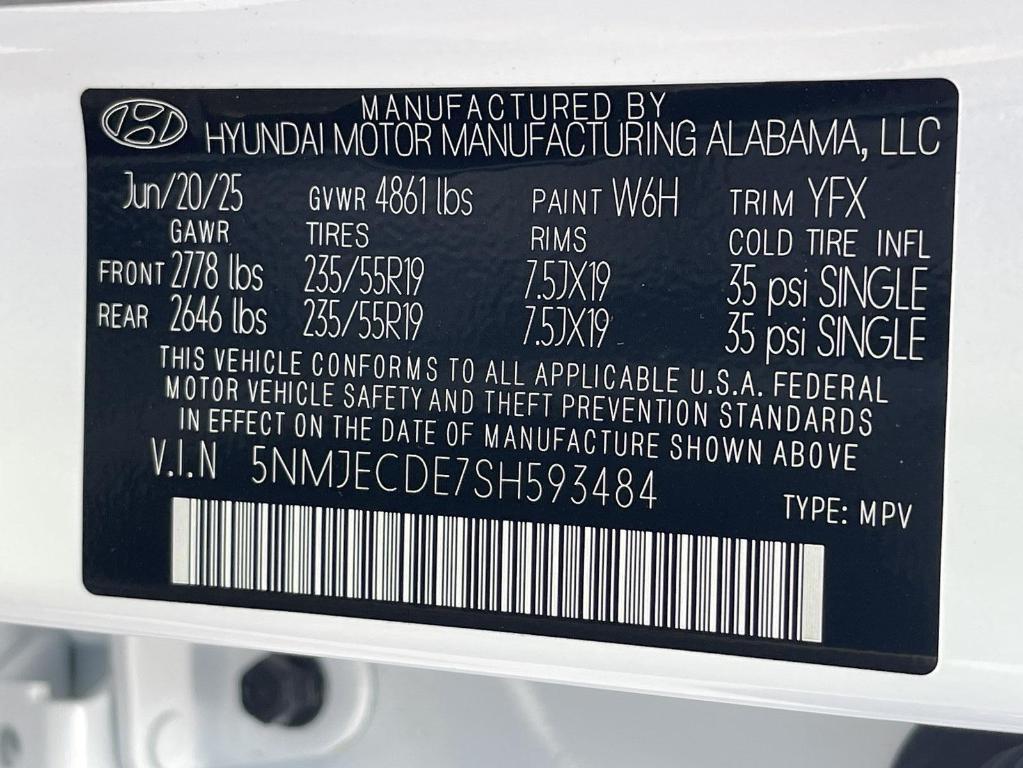 MANUFACTURED BY
HYUNDAI MOTOR MANUFACTURING ALABAMA, LLC
Jun/20/25 GVWR 4861 lbs PAINT W6H TRIM YFX
GAWR TIRES RIMS COLD TIRE INFL
FRONT 2778 lbs 235/55R19 7.5JX19 35 psi SINGLE
REAR 2646 lbs 235/55R19 7.5JX19 35 psi SINGLE
THIS VEHICLE CONFORMS TO ALL APPLICABLE U.S.A. FEDERAL
MOTOR VEHICLE SAFETY AND THEFT PREVENTION STANDARDS
IN EFFECT ON THE DATE OF MANUFACTURE SHOWN ABOVE
V.I.N 5NMJECDE7SH593484
TYPE: MPV